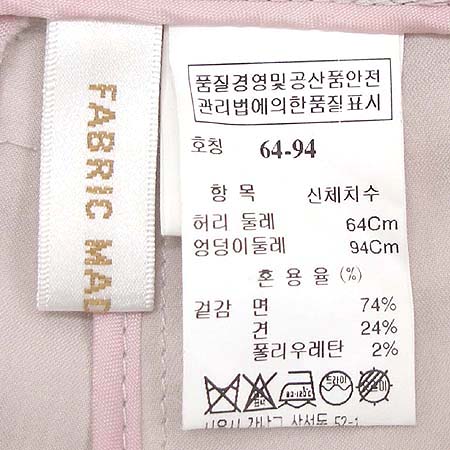 FABRIC MAD
품질경영및공산품안전
관리법에의한품질표시
호칭 64-94
항 목 신체치수
허리 둘레 64Cm
엉덩이둘레 94Cm
혼 용 율 (%)
겉감 면 74%
견 24%
폴리우레탄 2%
드라이